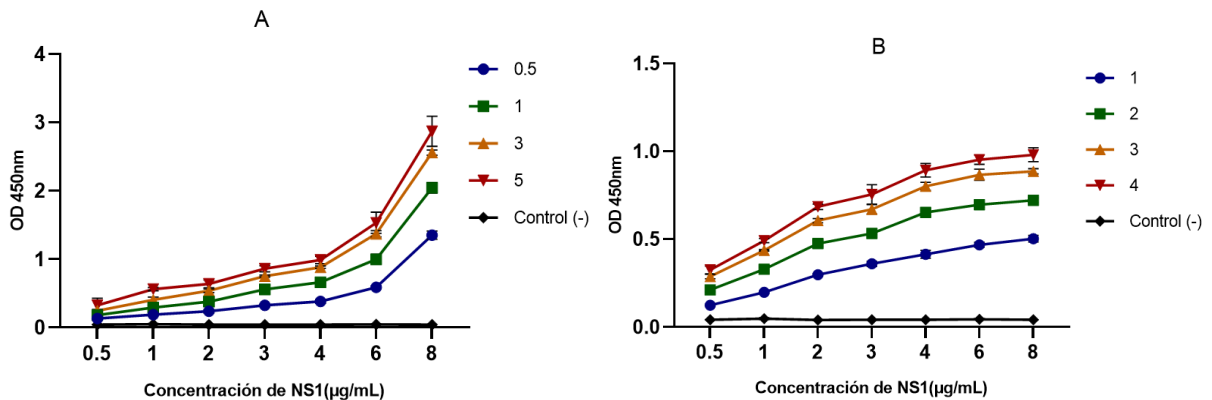 A
4
3
2
1
0
OD 450nm
0.5 1 2 3 4 6 8
Concentración de NS1(µg/mL)
0.5
1
3
5
Control (-)
B
1.5
1.0
0.5
0.0
OD 450nm
0.5 1 2 3 4 6 8
Concentración de NS1(µg/mL)
1
2
3
4
Control (-)